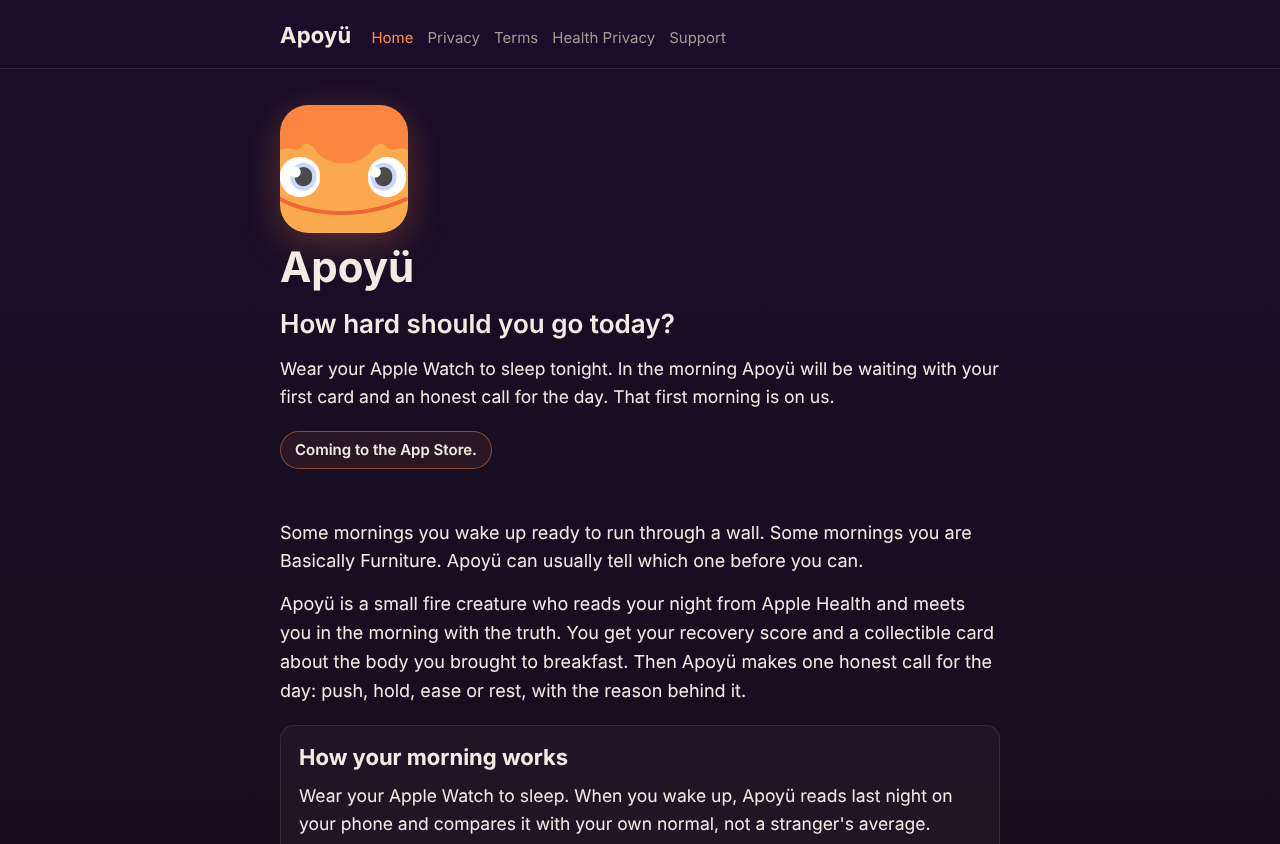 Apoyü Home Privacy Terms Health Privacy Support
Apoyü
How hard should you go today?
Wear your Apple Watch to sleep tonight. In the morning Apoyü will be waiting with your
first card and an honest call for the day. That first morning is on us.
Coming to the App Store.
Some mornings you wake up ready to run through a wall. Some mornings you are
Basically Furniture. Apoyü can usually tell which one before you can.
Apoyü is a small fire creature who reads your night from Apple Health and meets
you in the morning with the truth. You get your recovery score and a collectible card
about the body you brought to breakfast. Then Apoyü makes one honest call for the
day: push, hold, ease or rest, with the reason behind it.
How your morning works
Wear your Apple Watch to sleep. When you wake up, Apoyü reads last night on
your phone and compares it with your own normal, not a stranger's average.